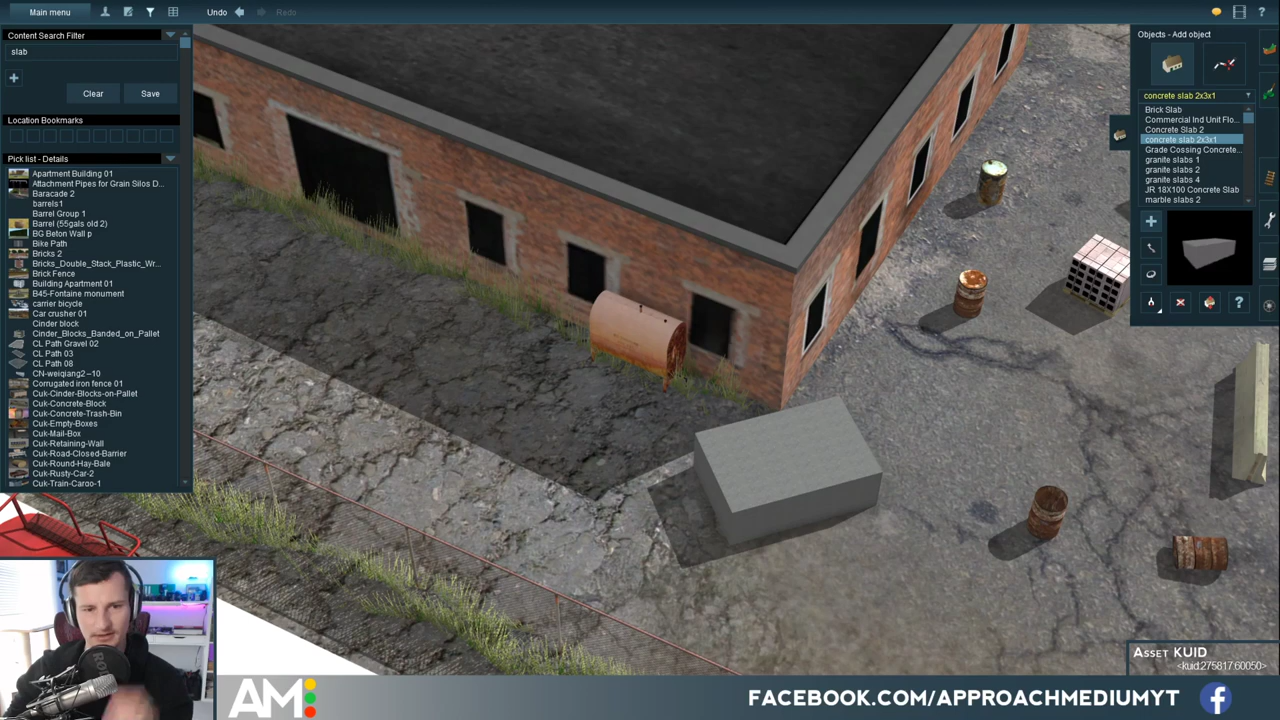 Main menu
Undo
Redo
?
Content Search Filter
slab
Clear
Save
Location Bookmarks
Pick list - Details
Apartment Building 01
Attachment Pipes for Grain Silos D...
Baracade 2
barrels1
Barrel Group 1
Barrel (55gals old 2)
BG Beton Wall p
Bike Path
Bricks 2
Bricks_Double_Stack_Plastic_Wr...
Brick Fence
Building Apartment 01
B45-Fontaine monument
carrier bicycle
Car crusher 01
Cinder block
Cinder_Blocks_Banded_on_Pallet
CL Path Gravel 02
CL Path 03
CL Path 08
CN-weiqiang2--10
Corrugated iron fence 01
Cuk-Cinder-Blocks-on-Pallet
Cuk-Concrete-Block
Cuk-Concrete-Trash-Bin
Cuk-Empty-Boxes
Cuk-Mail-Box
Cuk-Retaining-Wall
Cuk-Road-Closed-Barrier
Cuk-Round-Hay-Bale
Cuk-Rusty-Car-2
Cuk-Train-Cargo-1
Objects - Add object
concrete slab 2x3x1
Brick Slab
Commercial Ind Unit Flo...
Concrete Slab 2
concrete slab 2x3x1
Grade Cossing Concrete...
granite slabs 1
granite slabs 2
granite slabs 4
JR 18X100 Concrete Slab
marble slabs 2
?
ASSET KUID
<kuid:275817:60050>
AM
FACEBOOK.COM/APPROACHMEDIUMYT